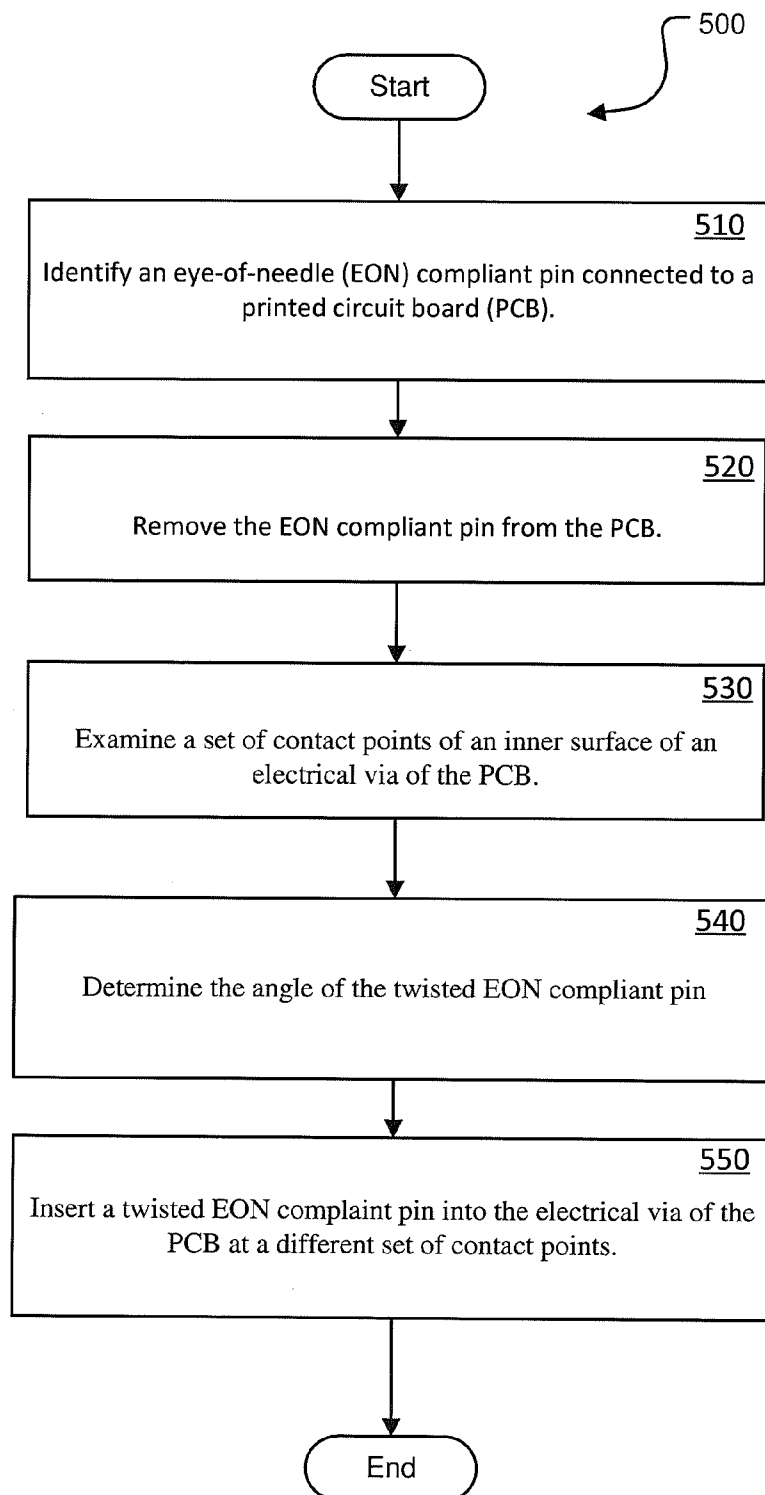 500
Start
510
Identify an eye-of-needle (EON) compliant pin connected to a
printed circuit board (PCB).
520
Remove the EON compliant pin from the PCB.
530
Examine a set of contact points of an inner surface of an
electrical via of the PCB.
540
Determine the angle of the twisted EON compliant pin
550
Insert a twisted EON complaint pin into the electrical via of the
PCB at a different set of contact points.
End